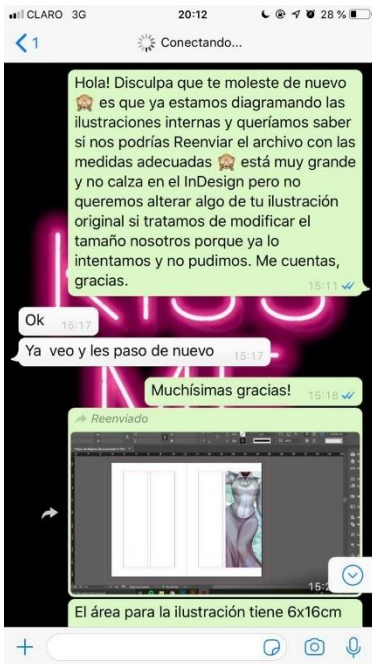 CLARO 3G 20:12 28 %
1 Conectando...
Hola! Disculpa que te moleste de nuevo
🙈 es que ya estamos diagramando las
ilustraciones internas y queríamos saber
si nos podrías Reenviar el archivo con las
medidas adecuadas 🙈 está muy grande
y no calza en el InDesign pero no
queremos alterar algo de tu ilustración
original si tratamos de modificar el
tamaño nosotros porque ya lo
intentamos y no pudimos. Me cuentas,
gracias. 15:11
KISS
ME
Ok 15:17
Ya veo y les paso de nuevo 15:17
Muchísimas gracias! 15:18
Reenviado
El área para la ilustración tiene 6x16cm